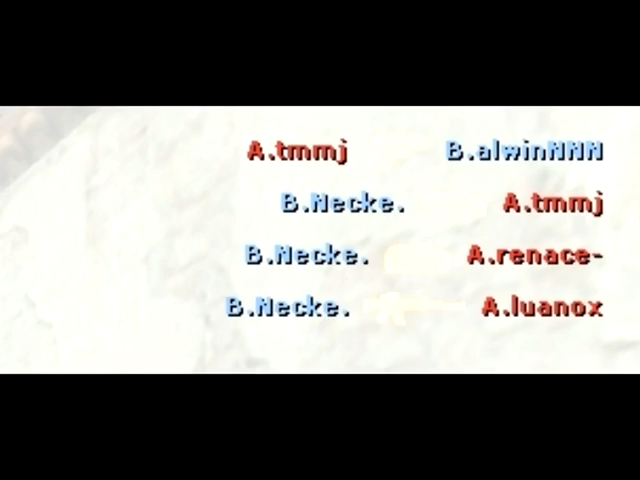 A.tmmj B.alwinNNN
B.Necke. A.tmmj
B.Necke. A.renace-
B.Necke. A.luanox